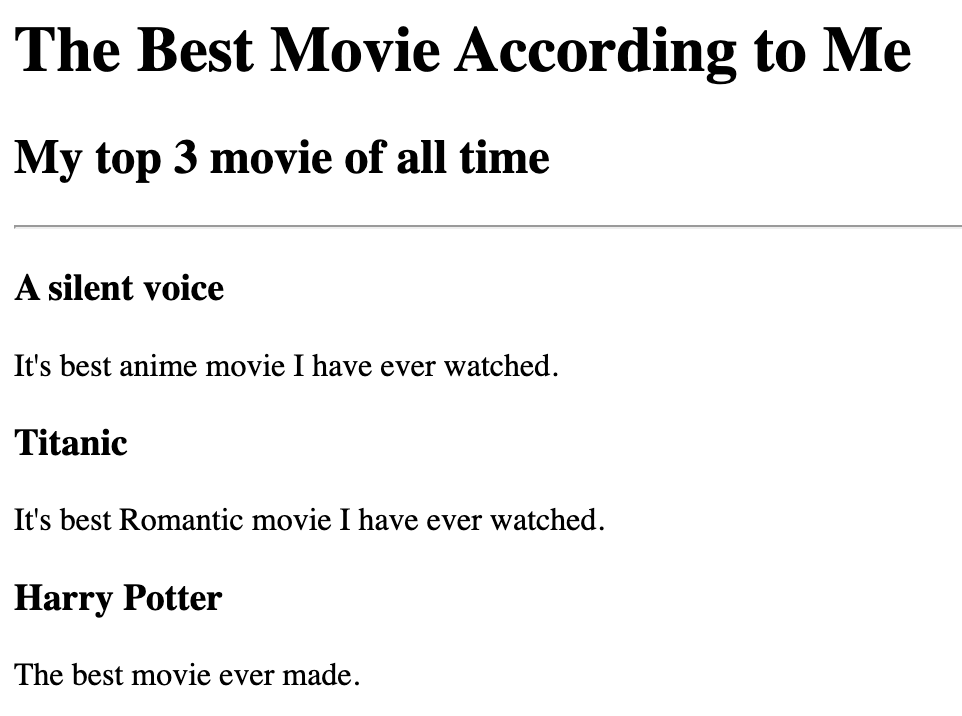 The Best Movie According to Me
My top 3 movie of all time
A silent voice
It's best anime movie I have ever watched.
Titanic
It's best Romantic movie I have ever watched.
Harry Potter
The best movie ever made.